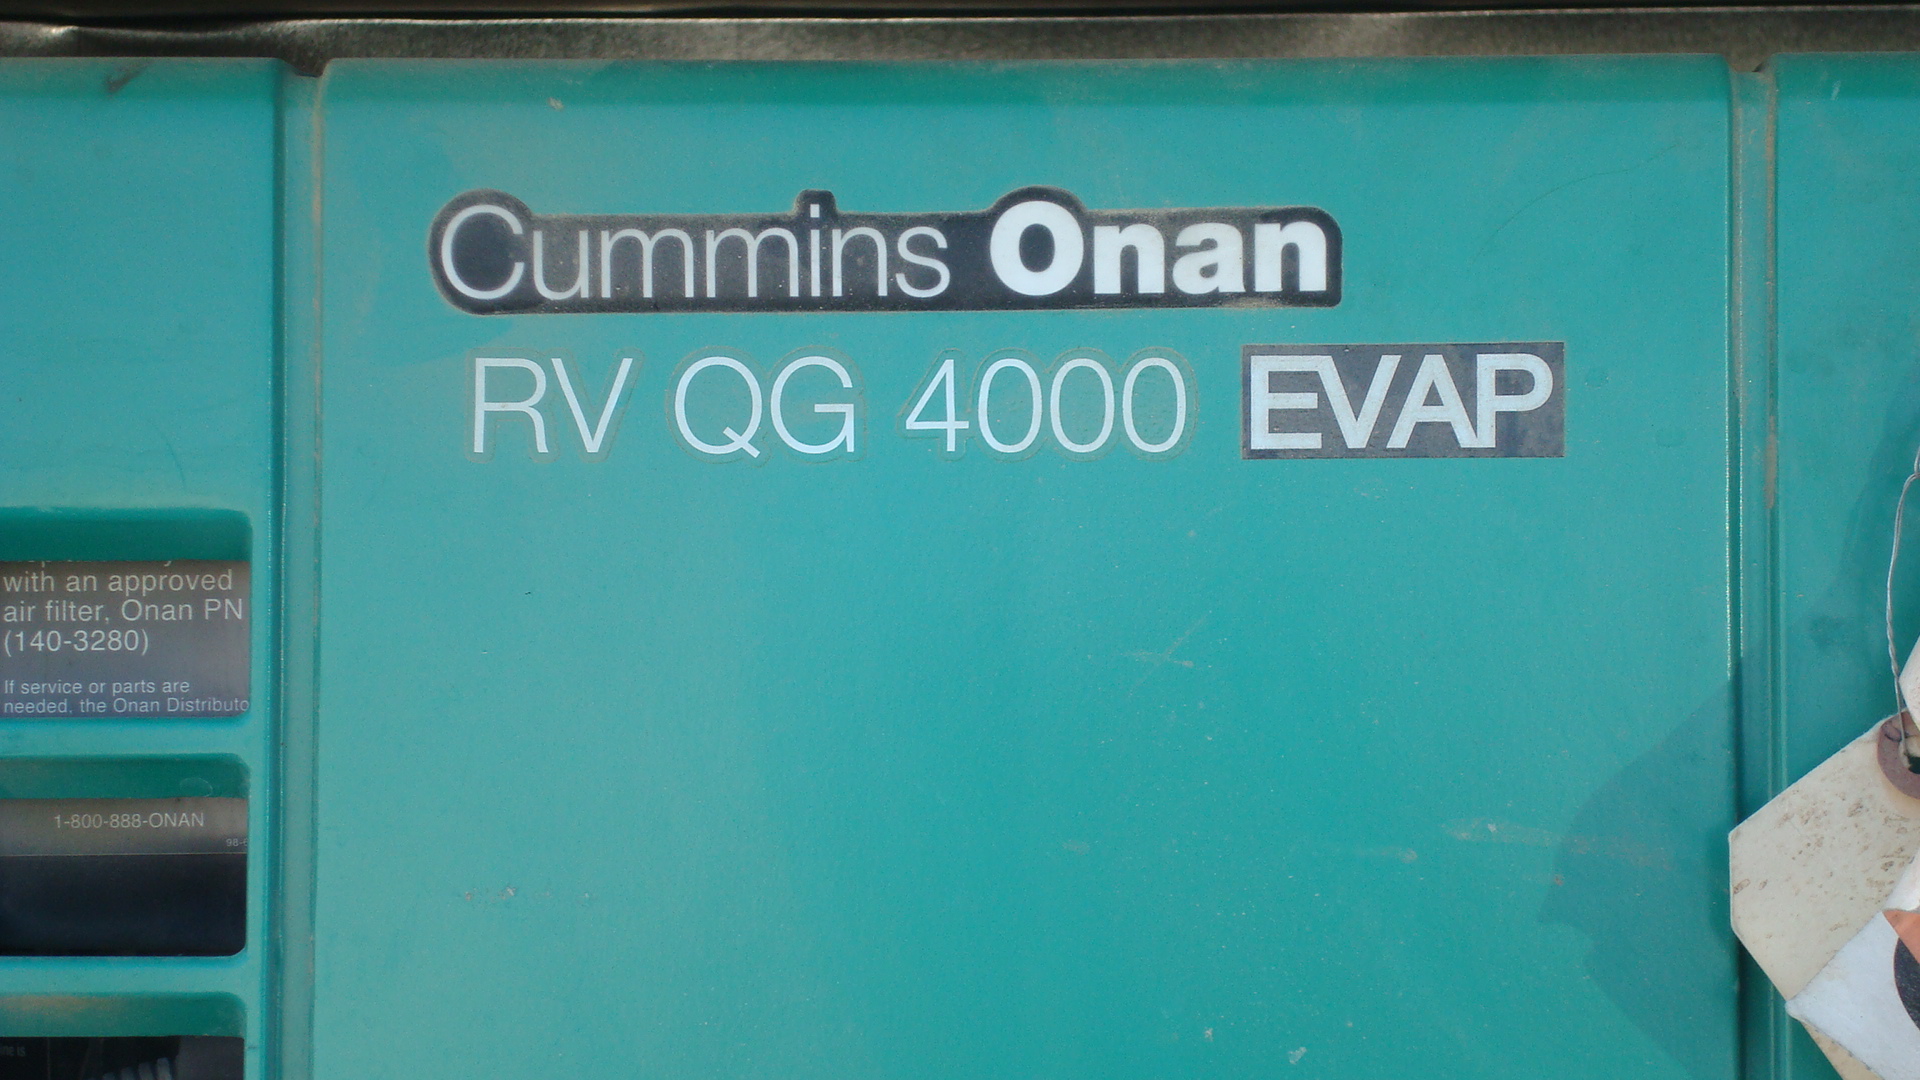 Cummins Onan
RV QG 4000 EVAP
with an approved
air filter, Onan PN
(140-3280)
If service or parts are
needed, the Onan Distributo
1-800-888-ONAN